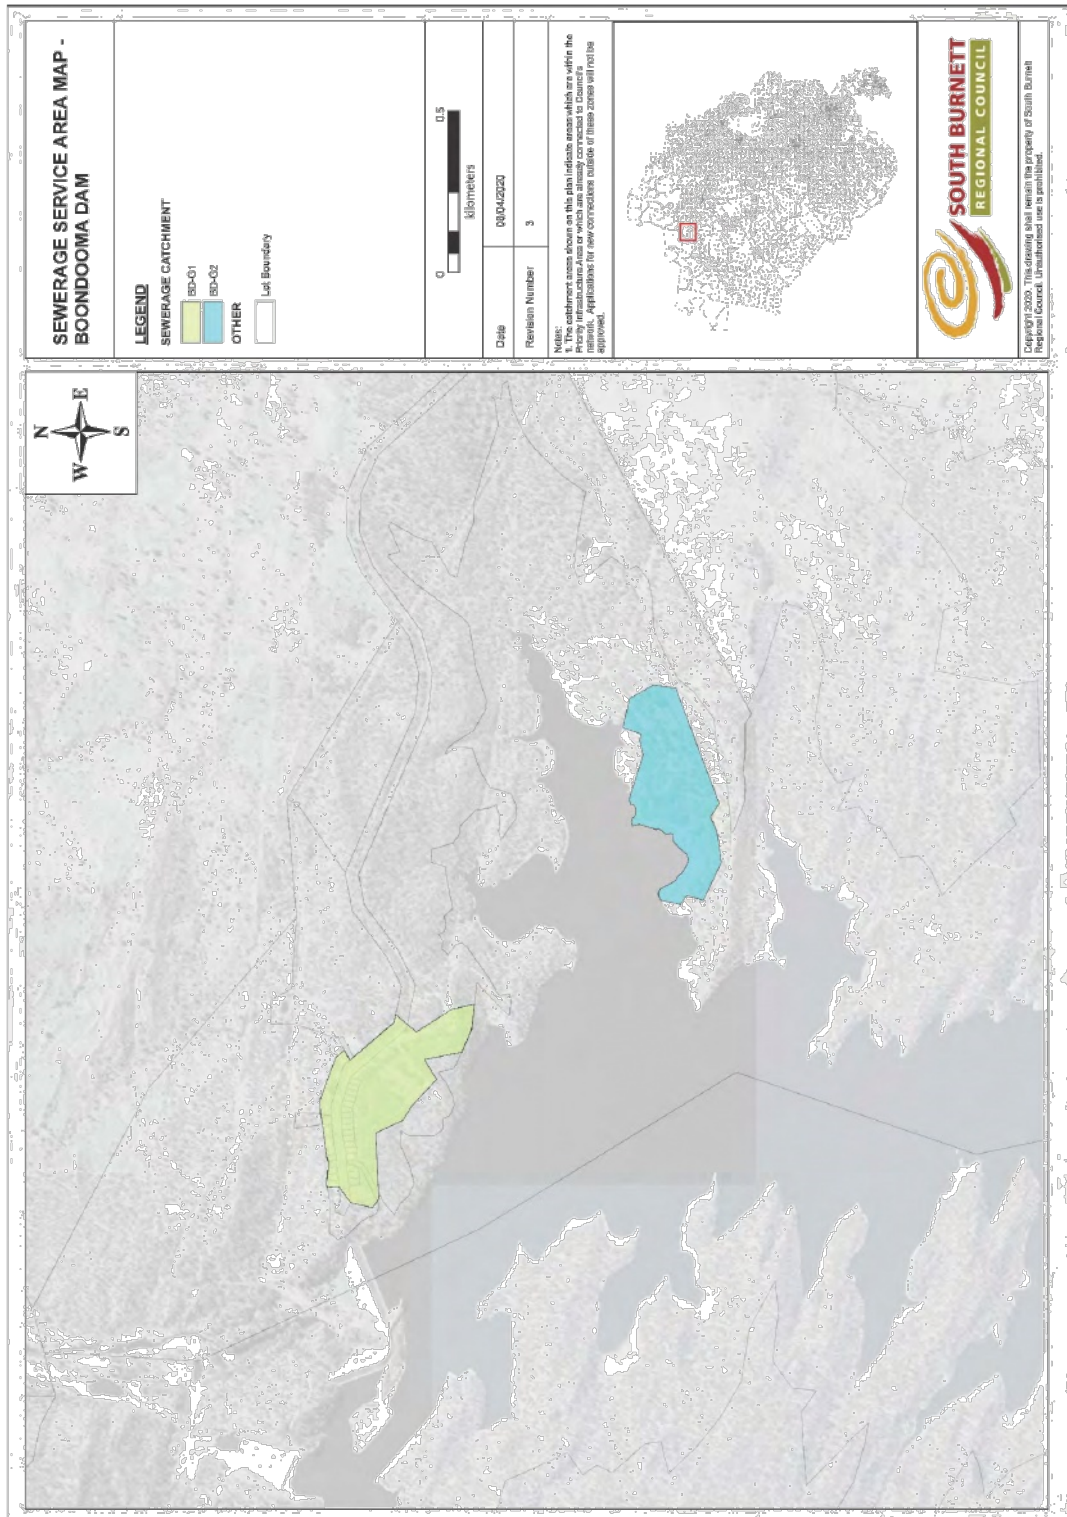 SEWERAGE SERVICE AREA MAP -
BOONDOOMA DAM
LEGEND
SEWERAGE CATCHMENT
BD-G1
BD-G2
OTHER
Lot Boundary
0
0.5
kilometers
Date
08/04/2020
Revision Number
3
Notes:
1. The catchment areas shown on this plan indicate areas which are within the
Priority Infrastructure Area or which are already connected to Council's
network. Applications for new connections outside of these zones will not be
approved.
SOUTH BURNETT
REGIONAL COUNCIL
Copyright 2020. This drawing shall remain the property of South Burnett
Regional Council. Unauthorised use is prohibited.
N
W
E
S